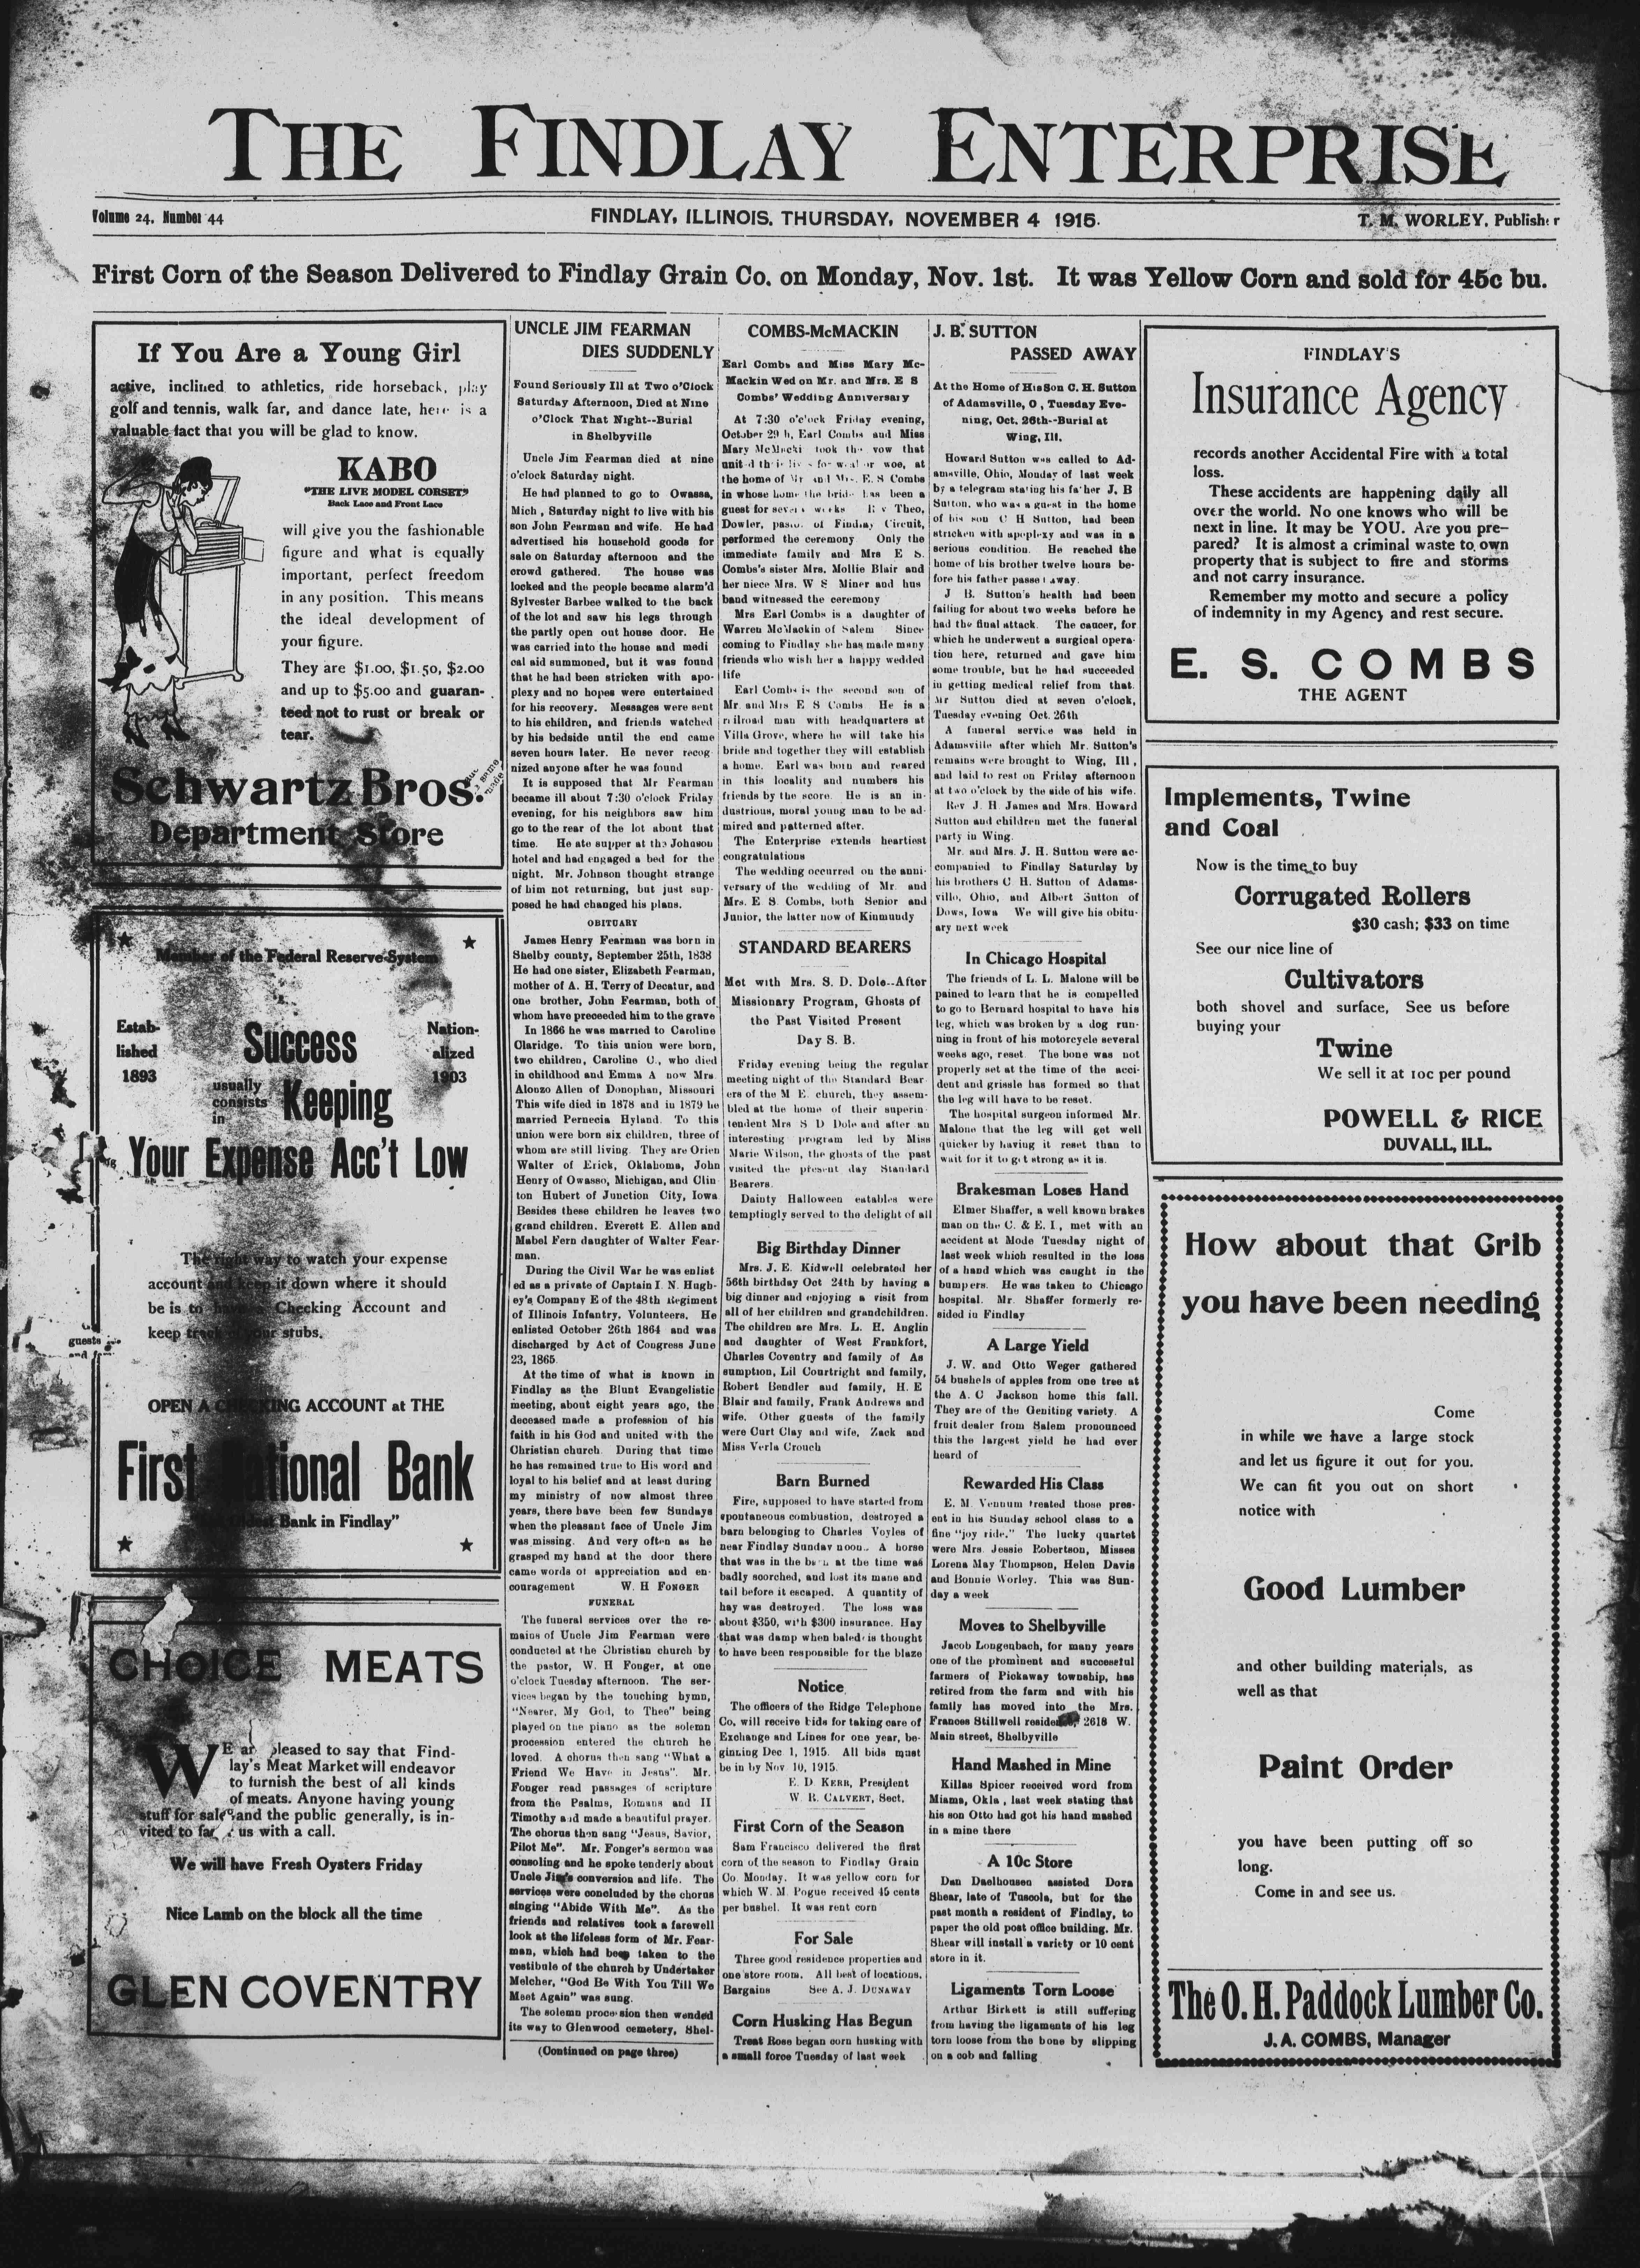 THE FINDLAY ENTERPRISE
Volume 24, Number 44
FINDLAY, ILLINOIS, THURSDAY, NOVEMBER 4 1915.
T. M. WORLEY, Publisher
First Corn of the Season Delivered to Findlay Grain Co. on Monday, Nov. 1st. It was Yellow Corn and sold for 45c bu.
If You Are a Young Girl
active, inclined to athletics, ride horseback, play
golf and tennis, walk far, and dance late, here is a
valuable fact that you will be glad to know.
KABO
"THE LIVE MODEL CORSET"
Back Lace and Front Lace
will give you the fashionable
figure and what is equally
important, perfect freedom
in any position. This means
the ideal development of
your figure.
They are $1.00, $1.50, $2.00
and up to $5.00 and guaran-
teed not to rust or break or
tear.
Schwartz Bros.
Department Store
Member of the Federal Reserve System
Estab-
lished
1893
Nation-
alized
1903
Success
usually
consists
in
Keeping
Your Expense Acc't Low
The right way to watch your expense
account and keep it down where it should
be is to have a Checking Account and
keep track of your stubs.
guests
OPEN A CHECKING ACCOUNT at THE
First National Bank
Oldest Bank in Findlay"
CHOICE MEATS
WE ar pleased to say that Find-
lay's Meat Market will endeavor
to furnish the best of all kinds
of meats. Anyone having young
stuff for sale and the public generally, is in-
vited to us with a call.
We will have Fresh Oysters Friday
Nice Lamb on the block all the time
GLEN COVENTRY
UNCLE JIM FEARMAN
DIES SUDDENLY
Found Seriously Ill at Two o'Clock
Saturday Afternoon, Died at Nine
o'Clock That Night--Burial
in Shelbyville
Uncle Jim Fearman died at nine
o'clock Saturday night.
He had planned to go to Owassa,
Mich , Saturday night to live with his
son John Fearman and wife. He had
advertised his household goods for
sale on Saturday afternoon and the
crowd gathered. The house was
locked and the people became alarm'd
Sylvester Barbee walked to the back
of the lot and saw his legs through
the partly open out house door. He
was carried into the house and medi
cal aid summoned, but it was found
that he had been stricken with apo-
plexy and no hopes were entertained
for his recovery. Messages were sent
to his children, and friends watched
by his bedside until the end came
seven hours later. He never recog
nized anyone after he was found
It is supposed that Mr Fearman
became ill about 7:30 o'clock Friday
evening, for his neighbors saw him
go to the rear of the lot about that
time. He ate supper at the Johnson
hotel and had engaged a bed for the
night. Mr. Johnson thought strange
of him not returning, but just sup-
posed he had changed his plans.
OBITUARY
James Henry Fearman was born in
Shelby county, September 25th, 1838
He had one sister, Elizabeth Fearman,
mother of A. H. Terry of Decatur, and
one brother, John Fearman, both of
whom have preceeded him to the grave
In 1866 he was married to Caroline
Claridge. To this union were born,
two children, Caroline C., who died
in childhood and Emma A now Mrs.
Alonzo Allen of Donophan, Missouri
This wife died in 1878 and in 1879 he
married Pernecia Hyland. To this
union were born six children, three of
whom are still living. They are Orien
Walter of Erick, Oklahoma, John
Henry of Owasso, Michigan, and Clin
ton Hubert of Junction City, Iowa
Besides these children he leaves two
grand children, Everett E. Allen and
Mabel Fern daughter of Walter Fear-
man.
During the Civil War he was enlist
ed as a private of Captain I. N. Hugh-
ey's Company E of the 48th Regiment
of Illinois Infantry, Volunteers. He
enlisted October 26th 1864 and was
discharged by Act of Congress June
23, 1865.
At the time of what is known in
Findlay as the Blunt Evangelistic
meeting, about eight years ago, the
deceased made a profession of his
faith in his God and united with the
Christian church. During that time
he has remained true to His word and
loyal to his belief and at least during
my ministry of now almost three
years, there have been few Sundays
when the pleasant face of Uncle Jim
was missing. And very often as he
grasped my hand at the door there
came words of appreciation and en-
couragement W. H FONGER
FUNERAL
The funeral services over the re-
mains of Uncle Jim Fearman were
conducted at the Christian church by
the pastor, W. H Fonger, at one
o'clock Tuesday afternoon. The ser-
vices began by the touching hymn,
"Nearer, My God, to Thee" being
played on the piano as the solemn
procession entered the church he
loved. A chorus then sang "What a
Friend We Have in Jesus". Mr.
Fonger read passages of scripture
from the Psalms, Romans and II
Timothy and made a beautiful prayer.
The chorus then sang "Jesus, Savior,
Pilot Me". Mr. Fonger's sermon was
consoling and he spoke tenderly about
Uncle Jim's conversion and life. The
services were concluded by the chorus
singing "Abide With Me". As the
friends and relatives took a farewell
look at the lifeless form of Mr. Fear-
man, which had been taken to the
vestibule of the church by Undertaker
Melcher, "God Be With You Till We
Meet Again" was sung.
The solemn procession then wended
its way to Glenwood cemetery, Shel-
(Continued on page three)
COMBS-McMACKIN
Earl Combs and Miss Mary Mc-
Mackin Wed on Mr. and Mrs. E S
Combs' Wedding Anniversary
At 7:30 o'clock Friday evening,
October 29 h, Earl Combs and Miss
Mary McMacki took the vow that
unit d their liv s for weal or woe, at
the home of Mr and Mrs. E. S Combs
in whose home the bride has been a
guest for several weeks Rev Theo,
Dowler, pastor of Findlay Circuit,
performed the ceremony Only the
immediate family and Mrs E S.
Combs's sister Mrs. Mollie Blair and
her niece Mrs. W S Miner and hus
band witnessed the ceremony
Mrs Earl Combs is a daughter of
Warren McMackin of Salem Since
coming to Findlay she has made many
friends who wish her a happy wedded
life
Earl Combs is the second son of
Mr. and Mrs E S Combs He is a
railroad man with headquarters at
Villa Grove, where he will take his
bride and together they will establish
a home. Earl was born and reared
in this locality and numbers his
friends by the score. He is an in-
dustrious, moral young man to be ad-
mired and patterned after.
The Enterprise extends heartiest
congratulations
The wedding occurred on the anni-
versary of the wedding of Mr. and
Mrs. E S. Combs, both Senior and
Junior, the latter now of Kinmundy
STANDARD BEARERS
Met with Mrs. S. D. Dole--After
Missionary Program, Ghosts of
the Past Visited Present
Day S. B.
Friday evening being the regular
meeting night of the Standard Bear
ers of the M E. church, they assem-
bled at the home of their superin
tendent Mrs S D Dole and after an
interesting program led by Miss
Marie Wilson, the ghosts of the past
visited the present day Standard
Bearers.
Dainty Halloween eatables were
temptingly served to the delight of all
Big Birthday Dinner
Mrs. J. E. Kidwell celebrated her
56th birthday Oct 24th by having a
big dinner and enjoying a visit from
all of her children and grandchildren.
The children are Mrs. L. H. Anglin
and daughter of West Frankfort,
Charles Coventry and family of As
sumption, Lil Courtright and family,
Robert Bendler and family, H. E
Blair and family, Frank Andrews and
wife. Other guests of the family
were Curt Clay and wife, Zack and
Miss Verla Crouch
Barn Burned
Fire, supposed to have started from
spontaneous combustion, destroyed a
barn belonging to Charles Voyles of
near Findlay Sunday noon.. A horse
that was in the barn at the time was
badly scorched, and lost its mane and
tail before it escaped. A quantity of
hay was destroyed. The loss was
about $350, with $300 insurance. Hay
that was damp when baled is thought
to have been responsible for the blaze
Notice
The officers of the Ridge Telephone
Co, will receive bids for taking care of
Exchange and Lines for one year, be-
ginning Dec 1, 1915. All bids must
be in by Nov 10, 1915.
E. D KERR, President
W. R. CALVERT, Sect.
First Corn of the Season
Sam Francisco delivered the first
corn of the season to Findlay Grain
Co. Monday. It was yellow corn for
which W. M. Pogue received 45 cents
per bushel. It was rent corn
For Sale
Three good residence properties and
one store room. All best of locations.
Bargains See A. J. DUNAWAY
Corn Husking Has Begun
Treat Rose began corn husking with
a small force Tuesday of last week
J. B. SUTTON
PASSED AWAY
At the Home of His Son C. H. Sutton
of Adamsville, O , Tuesday Eve-
ning, Oct. 26th--Burial at
Wing, Ill.
Howard Sutton was called to Ad-
amsville, Ohio, Monday of last week
by a telegram stating his father J. B
Sutton, who was a guest in the home
of his son C H Sutton, had been
stricken with apoplexy and was in a
serious condition. He reached the
home of his brother twelve hours be-
fore his father passed away.
J B. Sutton's health had been
failing for about two weeks before he
had the final attack. The cancer, for
which he underwent a surgical opera-
tion here, returned and gave him
some trouble, but he had succeeded
in getting medical relief from that.
Mr Sutton died at seven o'clock,
Tuesday evening Oct. 26th
A funeral service was held in
Adamsville after which Mr. Sutton's
remains were brought to Wing, Ill ,
and laid to rest on Friday afternoon
at two o'clock by the side of his wife.
Rev J. H. James and Mrs. Howard
Sutton and children met the funeral
party in Wing.
Mr. and Mrs. J. H. Sutton were ac-
companied to Findlay Saturday by
his brothers C H. Sutton of Adams-
ville, Ohio, and Albert Sutton of
Dows, Iowa We will give his obitu-
ary next week
In Chicago Hospital
The friends of L. L. Malone will be
pained to learn that he is compelled
to go to Bernard hospital to have his
leg, which was broken by a dog run-
ning in front of his motorcycle several
weeks ago, reset. The bone was not
properly set at the time of the acci-
dent and grissle has formed so that
the leg will have to be reset.
The hospital surgeon informed Mr.
Malone that the leg will get well
quicker by having it reset than to
wait for it to get strong as it is.
Brakesman Loses Hand
Elmer Shaffer, a well known brakes
man on the C. & E. I , met with an
accident at Mode Tuesday night of
last week which resulted in the loss
of a hand which was caught in the
bumpers. He was taken to Chicago
hospital. Mr. Shaffer formerly re-
sided in Findlay
A Large Yield
J. W. and Otto Weger gathered
54 bushels of apples from one tree at
the A. C Jackson home this fall.
They are of the Geniting variety. A
fruit dealer from Salem pronounced
this the largest yield he had ever
heard of
Rewarded His Class
E. M. Vennum treated those pres-
ent in his Sunday school class to a
fine "joy ride." The lucky quartet
were Mrs. Jessie Robertson, Misses
Lorena May Thompson, Helen Davis
and Bonnie Worley. This was Sun-
day a week
Moves to Shelbyville
Jacob Longenbach, for many years
one of the prominent and successful
farmers of Pickaway township, has
retired from the farm and with his
family has moved into the Mrs.
Frances Stillwell residence, 2618 W.
Main street, Shelbyville
Hand Mashed in Mine
Killas Spicer received word from
Miama, Okla , last week stating that
his son Otto had got his hand mashed
in a mine there
A 10c Store
Dan Daelhousen assisted Dora
Shear, late of Tuscola, but for the
past month a resident of Findlay, to
paper the old post office building. Mr.
Shear will install a variety or 10 cent
store in it.
Ligaments Torn Loose
Arthur Birkett is still suffering
from having the ligaments of his leg
torn loose from the bone by slipping
on a cob and falling
FINDLAY'S
Insurance Agency
records another Accidental Fire with a total
loss.
These accidents are happening daily all
over the world. No one knows who will be
next in line. It may be YOU. Are you pre-
pared? It is almost a criminal waste to own
property that is subject to fire and storms
and not carry insurance.
Remember my motto and secure a policy
of indemnity in my Agency and rest secure.
E. S. COMBS
THE AGENT
Implements, Twine
and Coal
Now is the time to buy
Corrugated Rollers
$30 cash; $33 on time
See our nice line of
Cultivators
both shovel and surface, See us before
buying your
Twine
We sell it at 10c per pound
POWELL & RICE
DUVALL, ILL.
How about that Crib
you have been needing
Come
in while we have a large stock
and let us figure it out for you.
We can fit you out on short
notice with
Good Lumber
and other building materials, as
well as that
Paint Order
you have been putting off so
long.
Come in and see us.
The O. H. Paddock Lumber Co.
J. A. COMBS, Manager